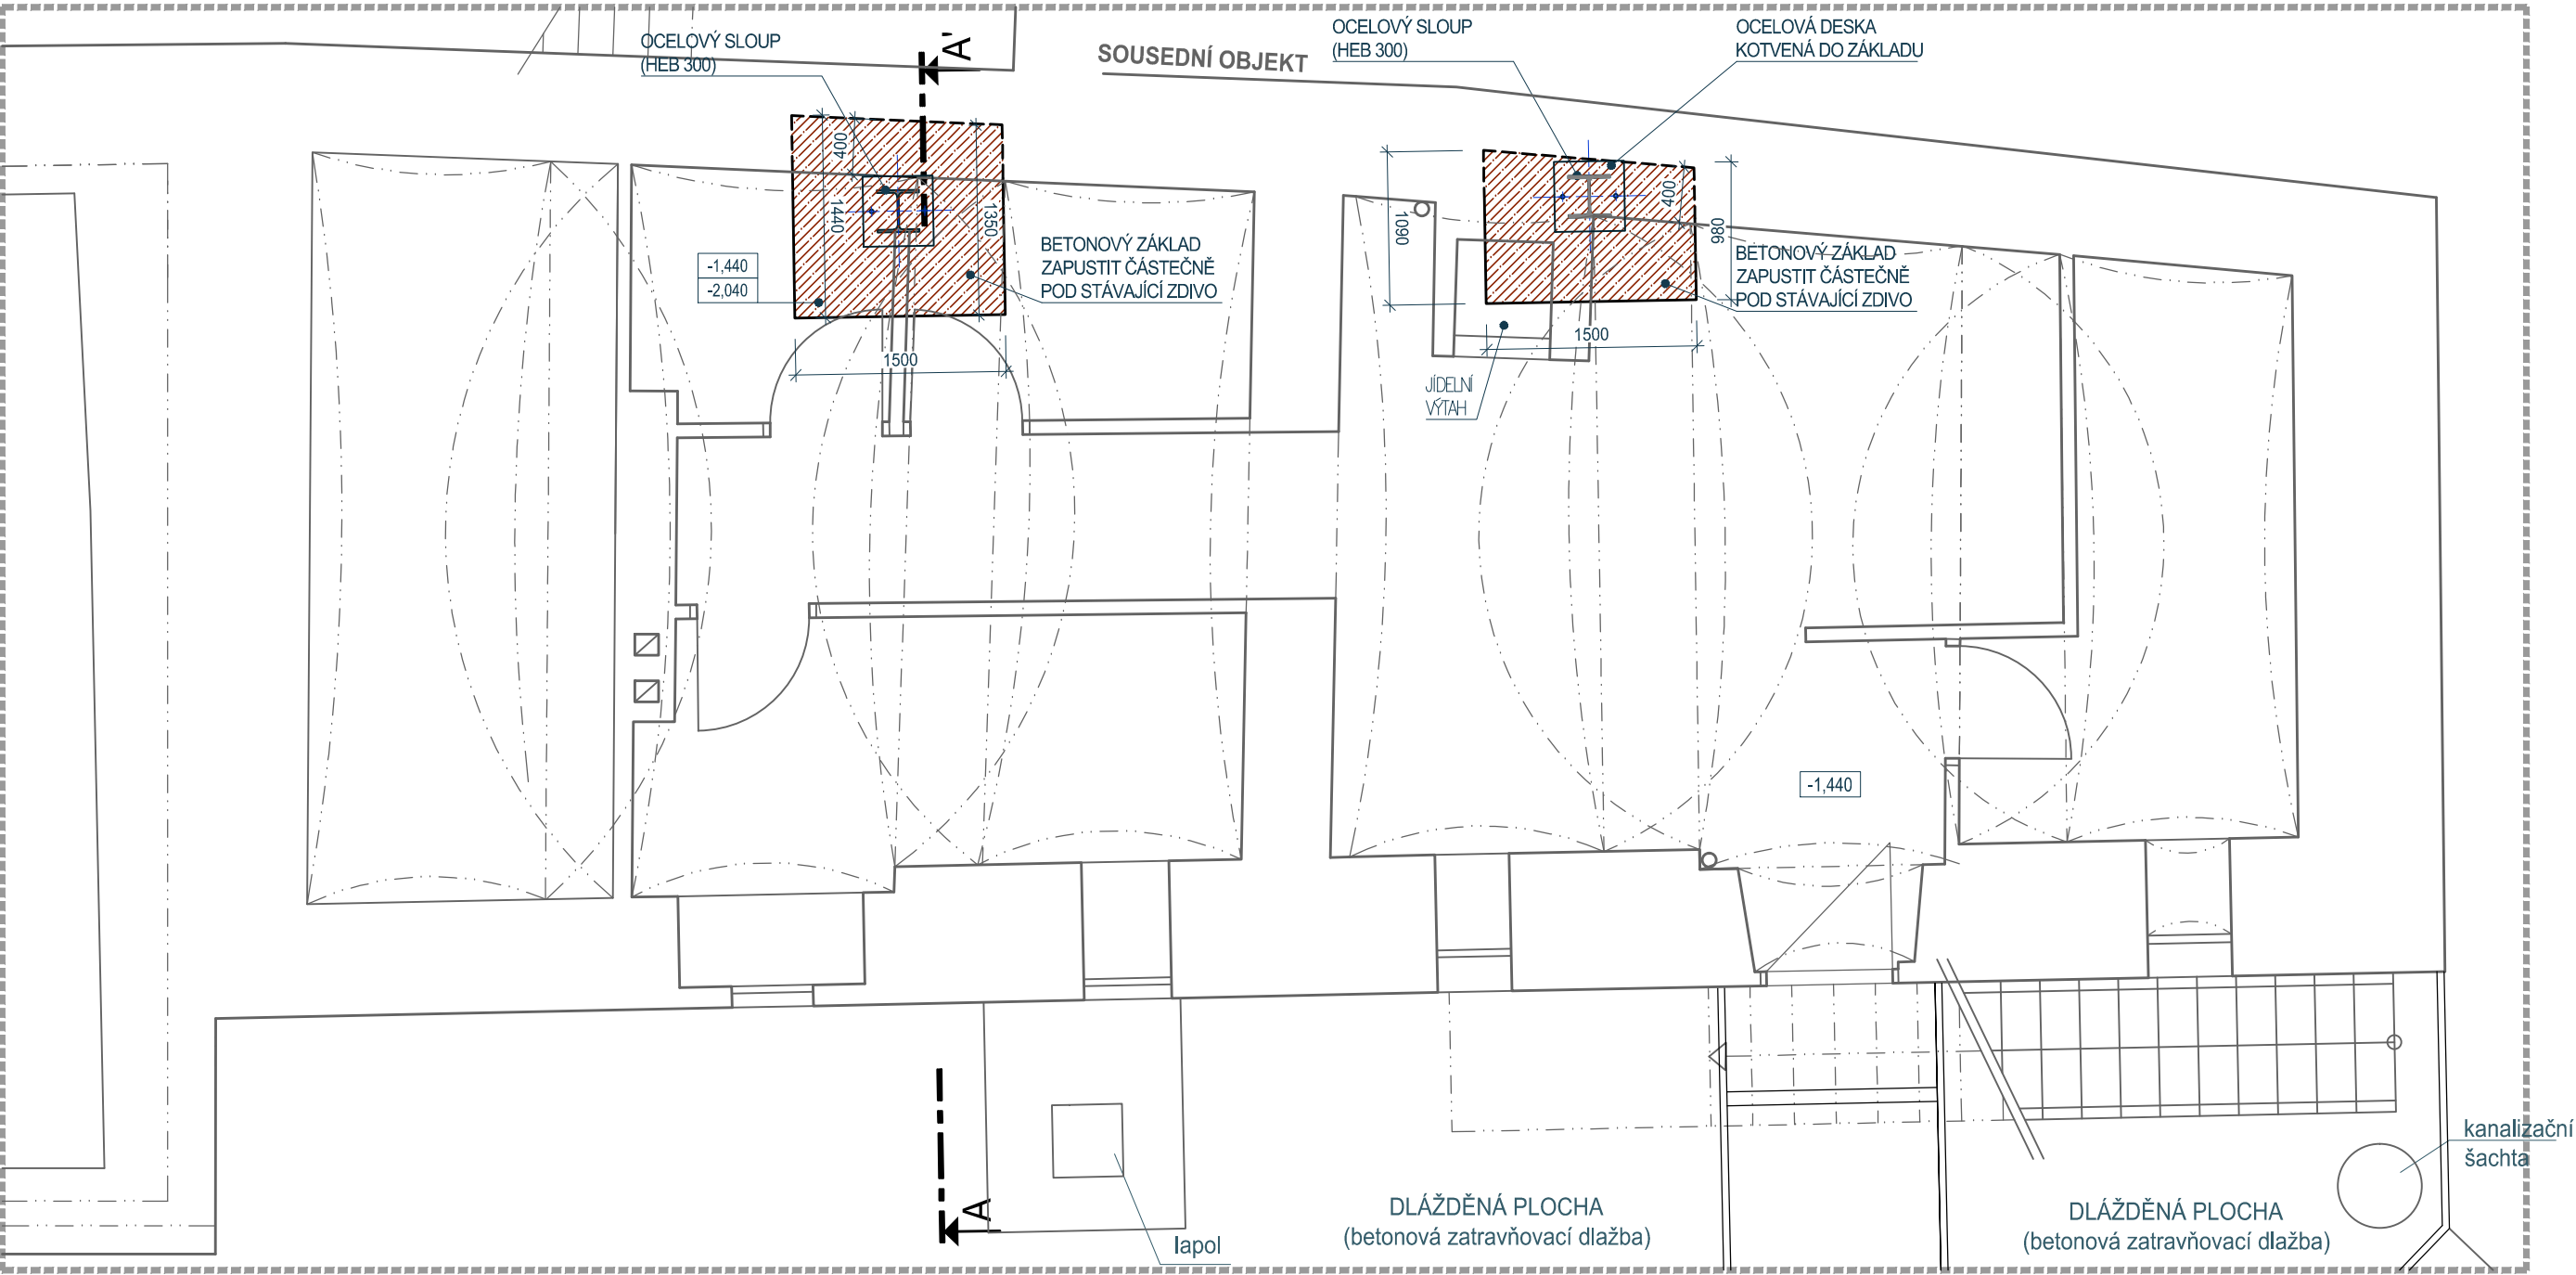 OCELOVÝ SLOUP
(HEB 300)
A'
SOUSEDNÍ OBJEKT
OCELOVÝ SLOUP
(HEB 300)
OCELOVÁ DESKA
KOTVENÁ DO ZÁKLADU
400
1440
1350
-1,440
-2,040
BETONOVÝ ZÁKLAD
ZAPUSTIT ČÁSTEČNĚ
POD STÁVAJÍCÍ ZDIVO
1500
1090
400
980
BETONOVÝ ZÁKLAD
ZAPUSTIT ČÁSTEČNĚ
POD STÁVAJÍCÍ ZDIVO
1500
JÍDELNÍ
VÝTAH
-1,440
A
lapol
DLÁŽDĚNÁ PLOCHA
(betonová zatravňovací dlažba)
DLÁŽDĚNÁ PLOCHA
(betonová zatravňovací dlažba)
kanalizační
šachta